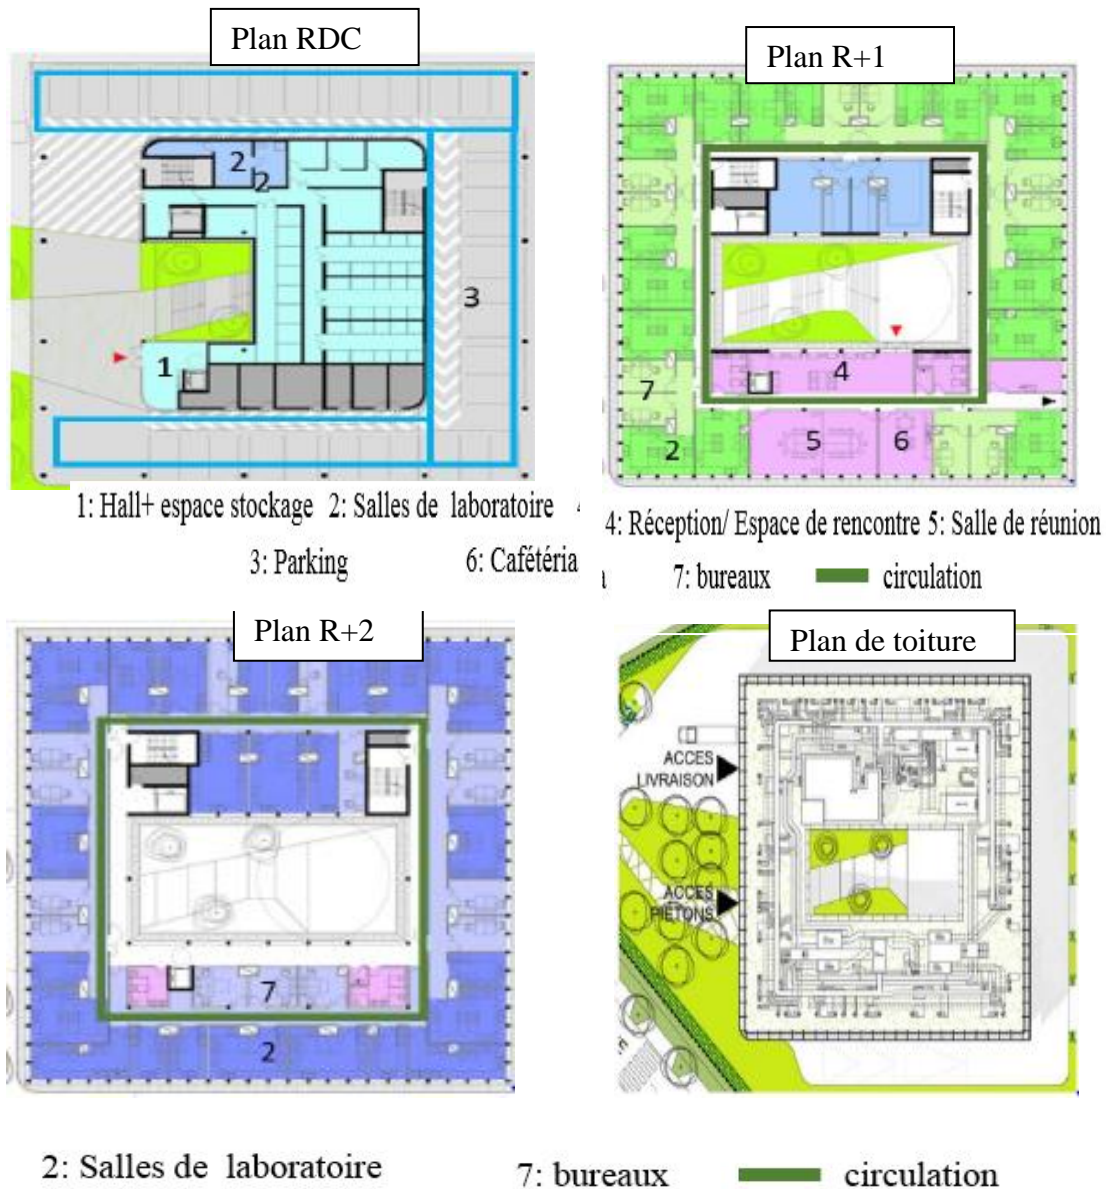 Plan RDC
Plan R+1
2
2
3
1
4
7
5
6
2
1: Hall+ espace stockage 2: Salles de laboratoire
3: Parking 6: Cafétéria
4: Réception/ Espace de rencontre 5: Salle de réunion
a 7: bureaux circulation
Plan R+2
Plan de toiture
7
2
ACCES
LIVRAISON
ACCES
PIETONS
2: Salles de laboratoire 7: bureaux circulation